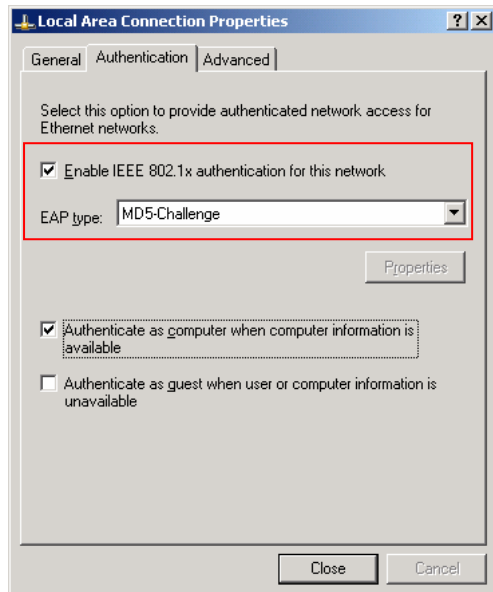 Local Area Connection Properties
General Authentication Advanced
Select this option to provide authenticated network access for
Ethernet networks.
Enable IEEE 802.1x authentication for this network
EAP type: MD5-Challenge
Properties
Authenticate as computer when computer information is
available
Authenticate as guest when user or computer information is
unavailable
Close Cancel